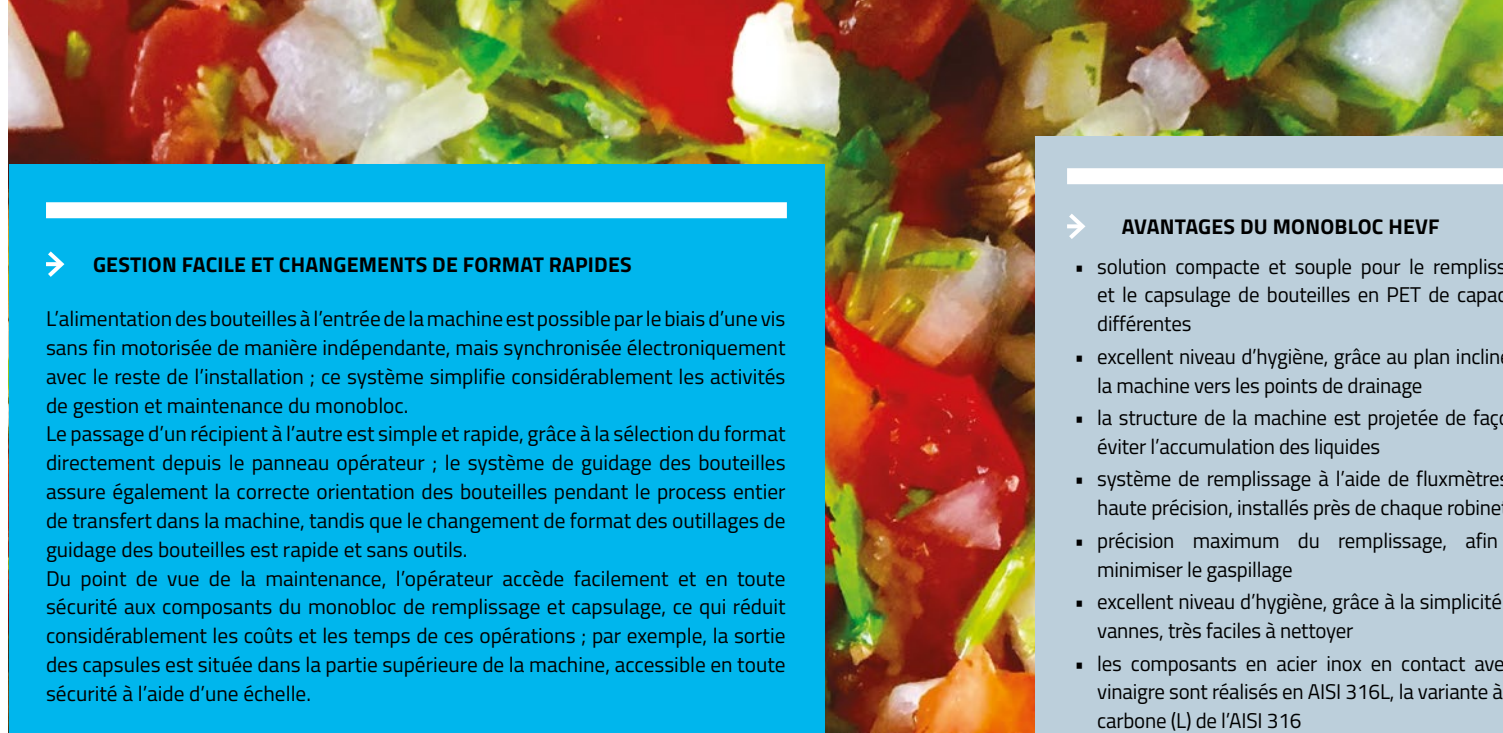 GESTION FACILE ET CHANGEMENTS DE FORMAT RAPIDES
L’alimentation des bouteilles à l’entrée de la machine est possible par le biais d’une vis
sans fin motorisée de manière indépendante, mais synchronisée électroniquement
avec le reste de l’installation ; ce système simplifie considérablement les activités
de gestion et maintenance du monobloc.
Le passage d’un récipient à l’autre est simple et rapide, grâce à la sélection du format
directement depuis le panneau opérateur ; le système de guidage des bouteilles
assure également la correcte orientation des bouteilles pendant le process entier
de transfert dans la machine, tandis que le changement de format des outillages de
guidage des bouteilles est rapide et sans outils.
Du point de vue de la maintenance, l’opérateur accède facilement et en toute
sécurité aux composants du monobloc de remplissage et capsulage, ce qui réduit
considérablement les coûts et les temps de ces opérations ; par exemple, la sortie
des capsules est située dans la partie supérieure de la machine, accessible en toute
sécurité à l’aide d’une échelle.
AVANTAGES DU MONOBLOC HEVF
▪ solution compacte et souple pour le
et le capsulage de bouteilles en PET de
différentes
▪ excellent niveau d’hygiène, grâce au plan
la machine vers les points de drainage
▪ la structure de la machine est projetée de
éviter l’accumulation des liquides
▪ système de remplissage à l’aide de fluxmètres
haute précision, installés près de chaque
▪ précision maximum du remplissage, afin
minimiser le gaspillage
▪ excellent niveau d’hygiène, grâce à la simplicité
vannes, très faciles à nettoyer
▪ les composants en acier inox en contact
vinaigre sont réalisés en AISI 316L, la variante à
carbone (L) de l’AISI 316